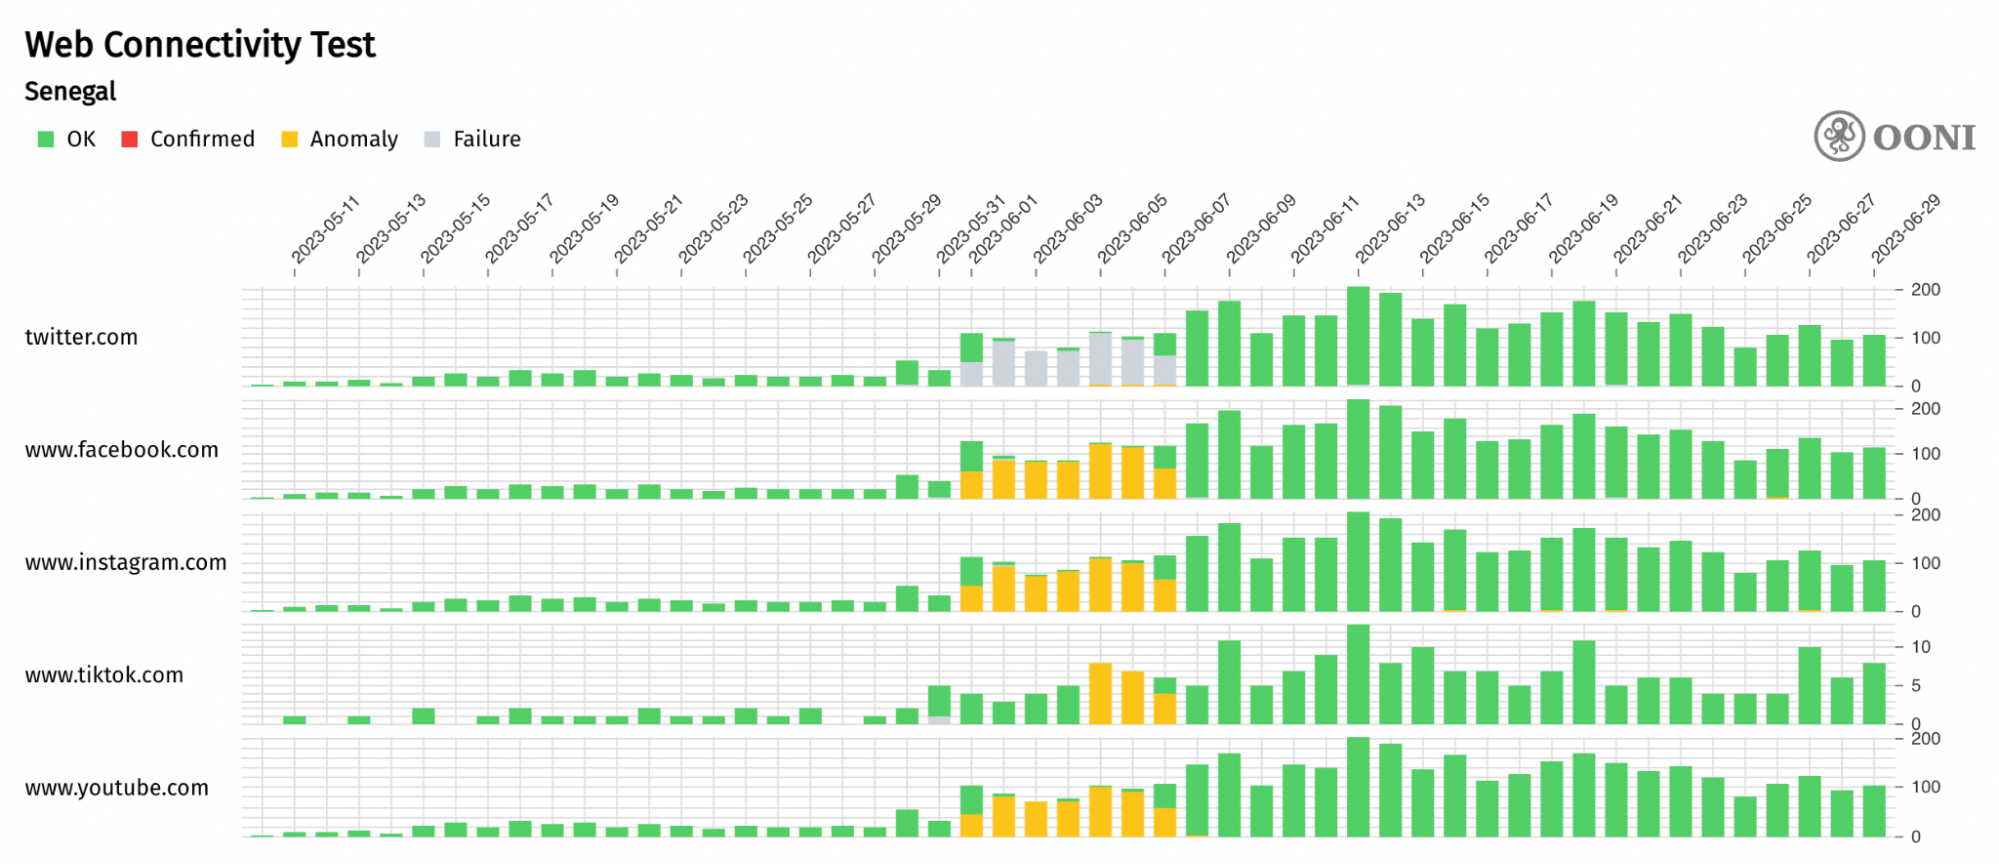 Web Connectivity Test
Senegal
OK Confirmed Anomaly Failure
OONI
2023-05-11 2023-05-13 2023-05-15 2023-05-17 2023-05-19 2023-05-21 2023-05-23 2023-05-25 2023-05-27 2023-05-29 2023-05-31 2023-06-01 2023-06-03 2023-06-05 2023-06-07 2023-06-09 2023-06-11 2023-06-13 2023-06-15 2023-06-17 2023-06-19 2023-06-21 2023-06-23 2023-06-25 2023-06-27 2023-06-29
200
twitter.com 100
0
200
www.facebook.com 100
0
200
www.instagram.com 100
0
10
www.tiktok.com 5
0
200
www.youtube.com 100
0